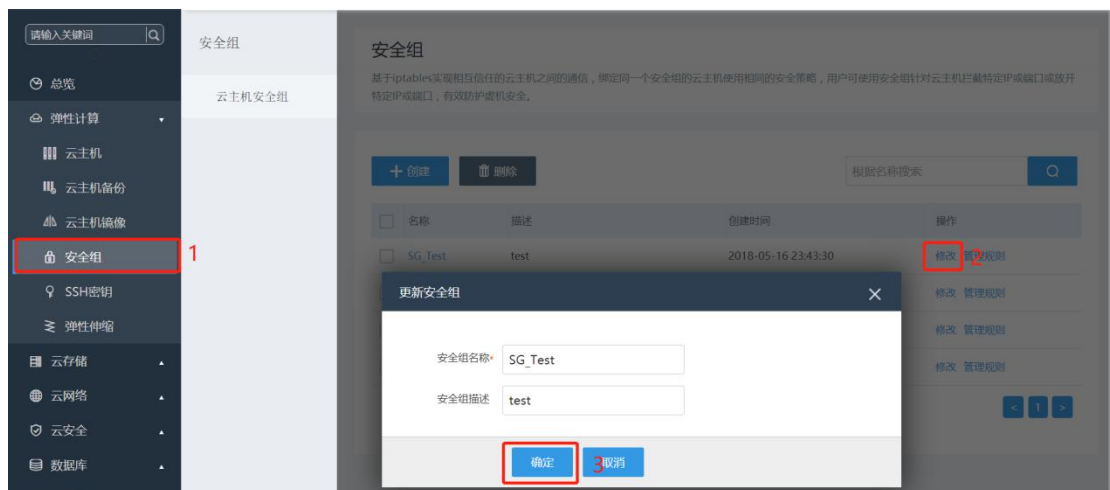 请输入关键词
总览
弹性计算
云主机
云主机备份
云主机镜像
安全组
1
SSH密钥
弹性伸缩
云存储
云网络
云安全
数据库
安全组
云主机安全组
安全组
基于iptables实现相互信任的云主机之间的通信，绑定同一个安全组的云主机使用相同的安全策略，用户可使用安全组针对云主机拦截特定IP或端口或放开
特定IP或端口，有效防护虚机安全。
创建 删除 根据名称搜索
名称 描述 创建时间 操作
SG_Test test 2018-05-16 23:43:30 修改 2 管理规则
修改 管理规则
修改 管理规则
修改 管理规则
< 1 >
更新安全组
安全组名称* SG_Test
安全组描述 test
确定 3 取消